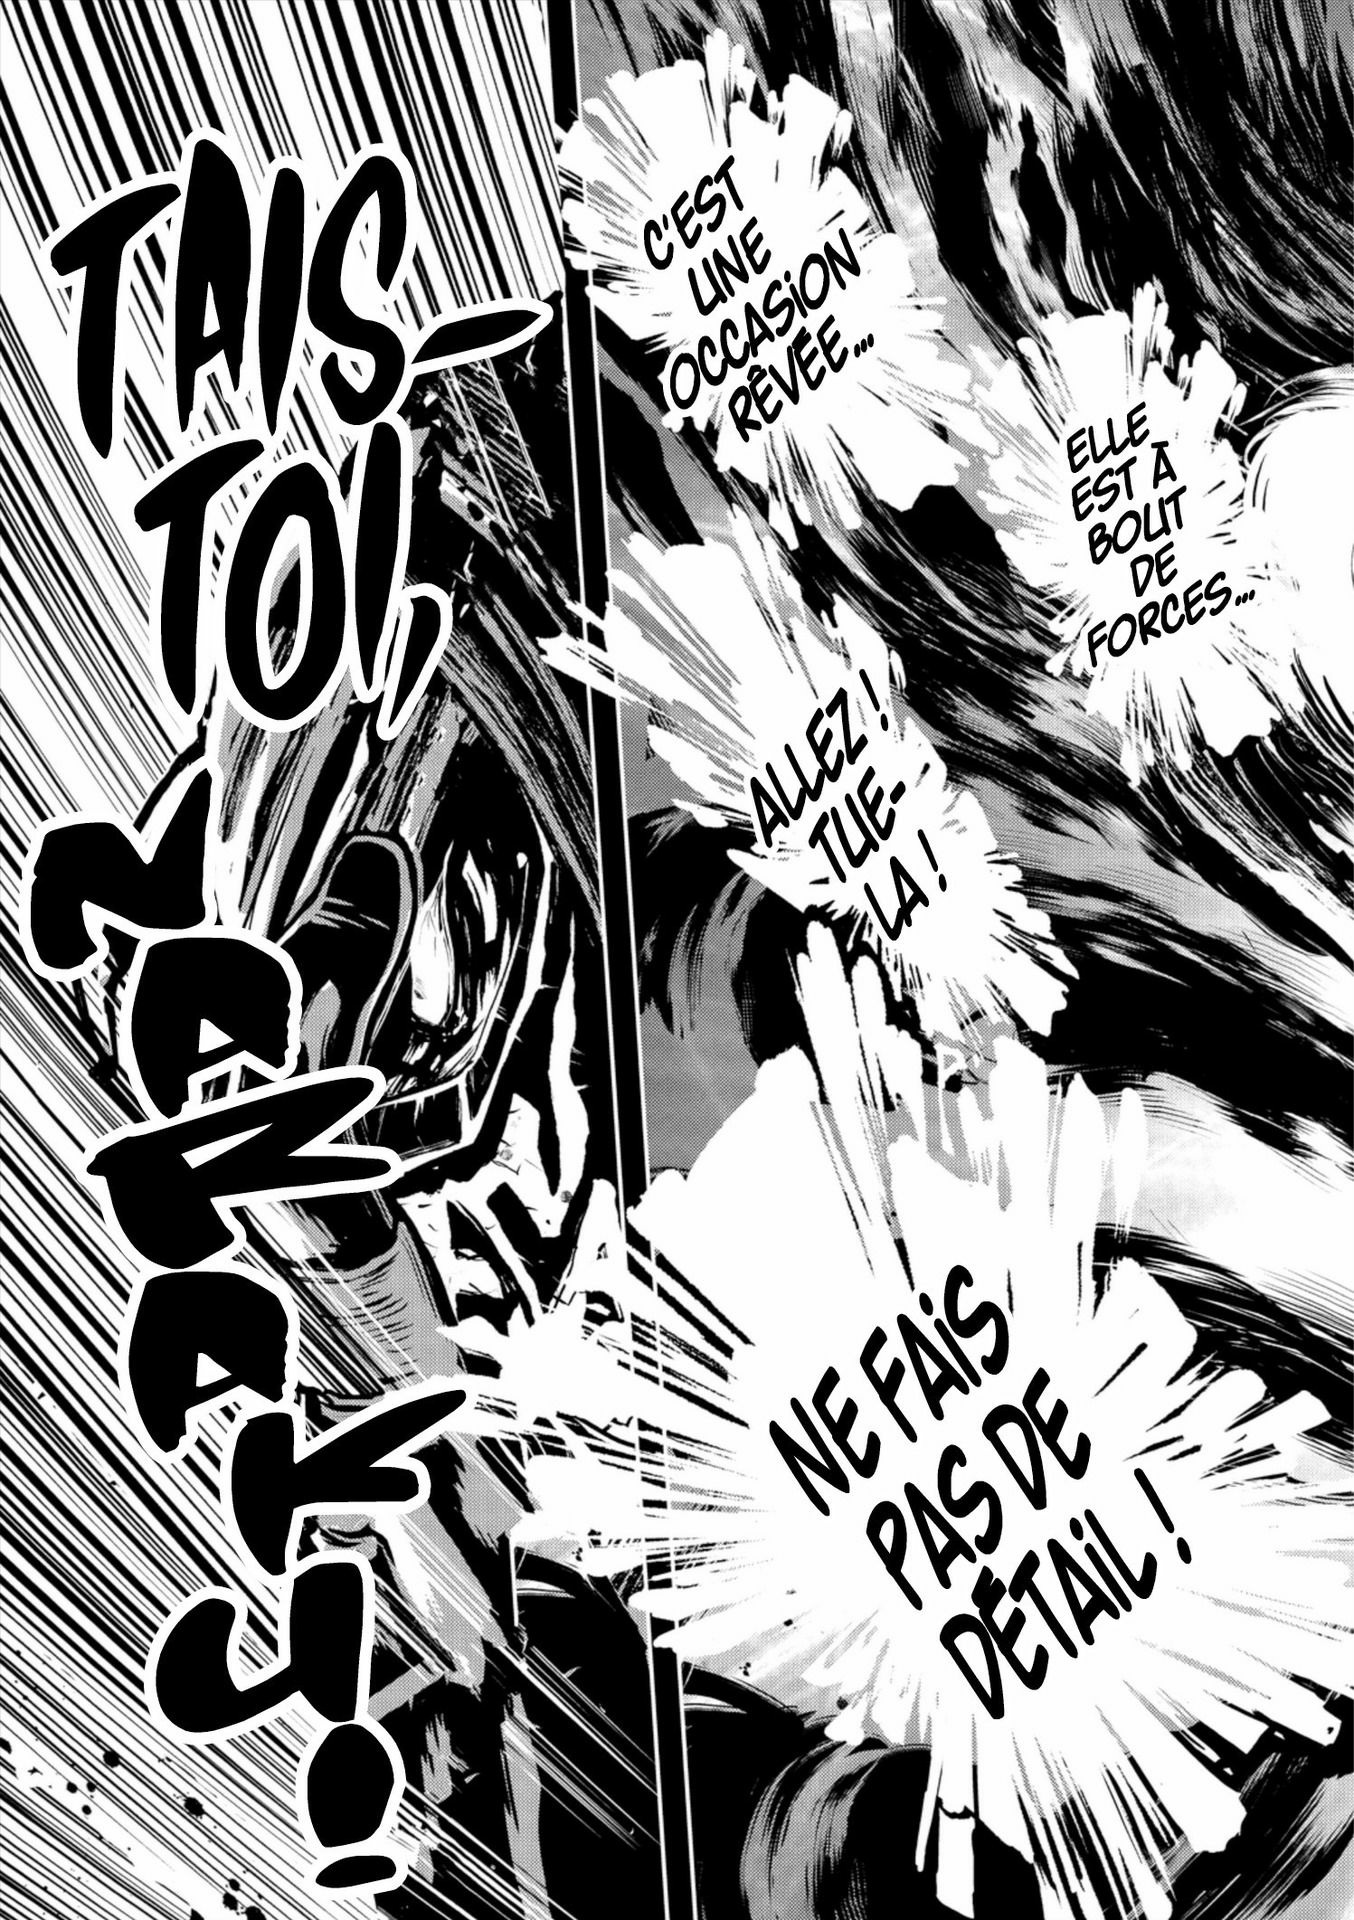 ELLE
EST À
BOUT
DE
FORCES...
C'EST
UNE
OCCASION
RÊVÉE...
ALLEZ !
TUE-
LA !
NE FAIS
PAS DE
DÉTAIL !
TAIS-
TOI,
NARAKU !